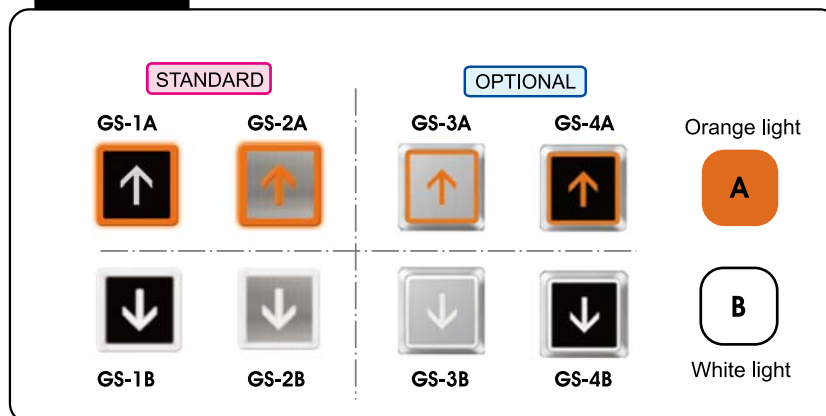 STANDARD
OPTIONAL
GS-1A
GS-2A
GS-3A
GS-4A
Orange light
A
B
GS-1B
GS-2B
GS-3B
GS-4B
White light